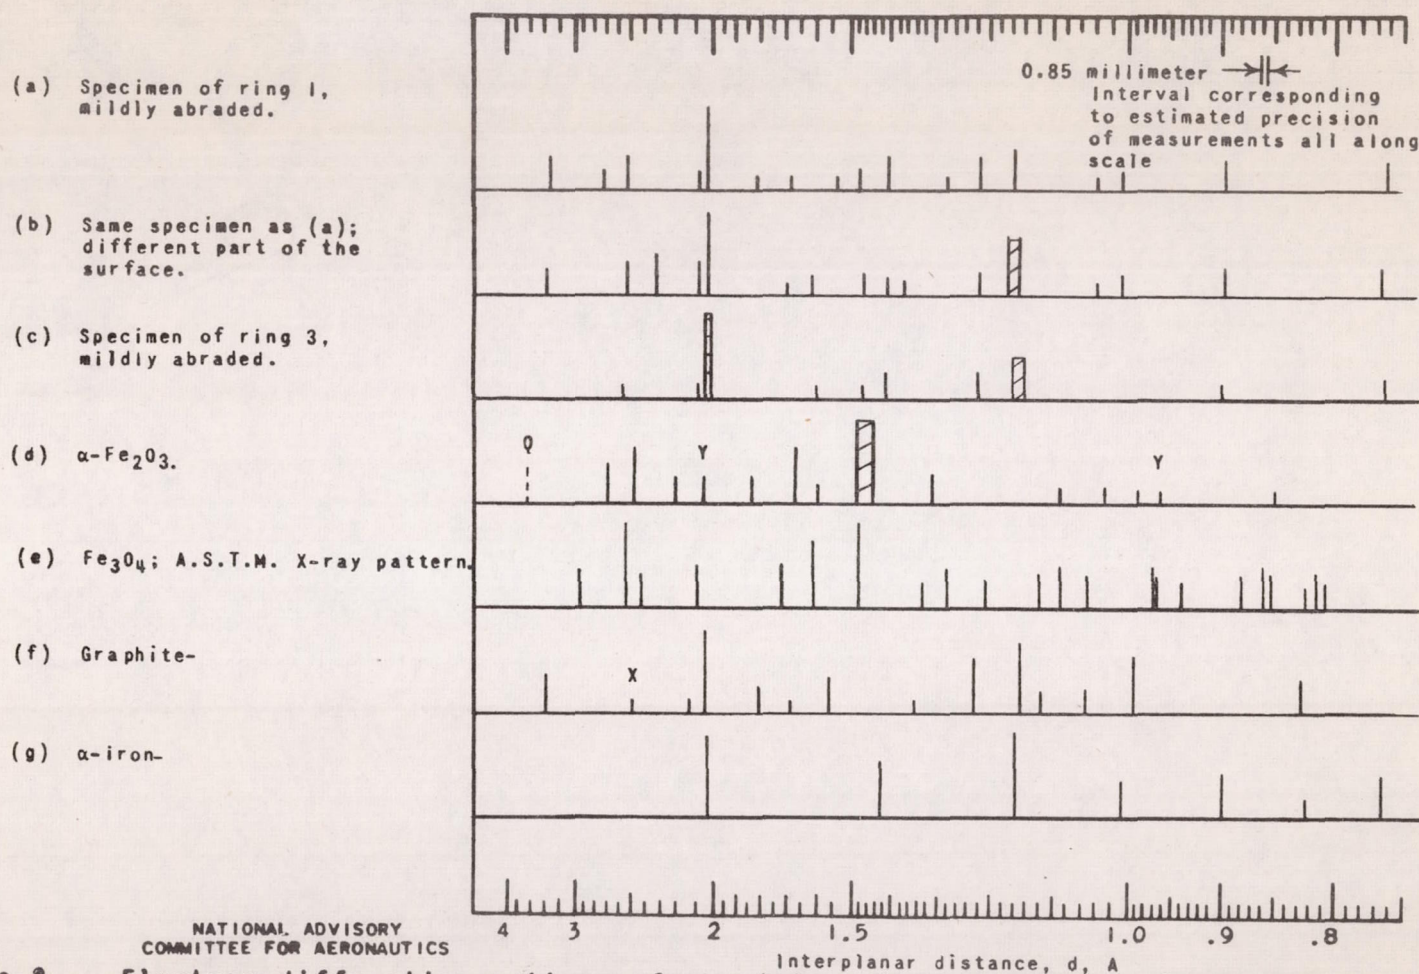 0.85 millimeter
Interval corresponding
to estimated precision
of measurements all along
scale
(a) Specimen of ring 1,
mildly abraded.
(b) Same specimen as (a);
different part of the
surface.
(c) Specimen of ring 3,
mildly abraded.
(d) α-Fe₂O₃.
Q
Y
Y
(e) Fe₃O₄; A.S.T.M. X-ray pattern.
(f) Graphite-
X
(g) α-iron-
4 3 2 1.5 1.0 .9 .8
Interplanar distance, d, A
NATIONAL ADVISORY
COMMITTEE FOR AERONAUTICS